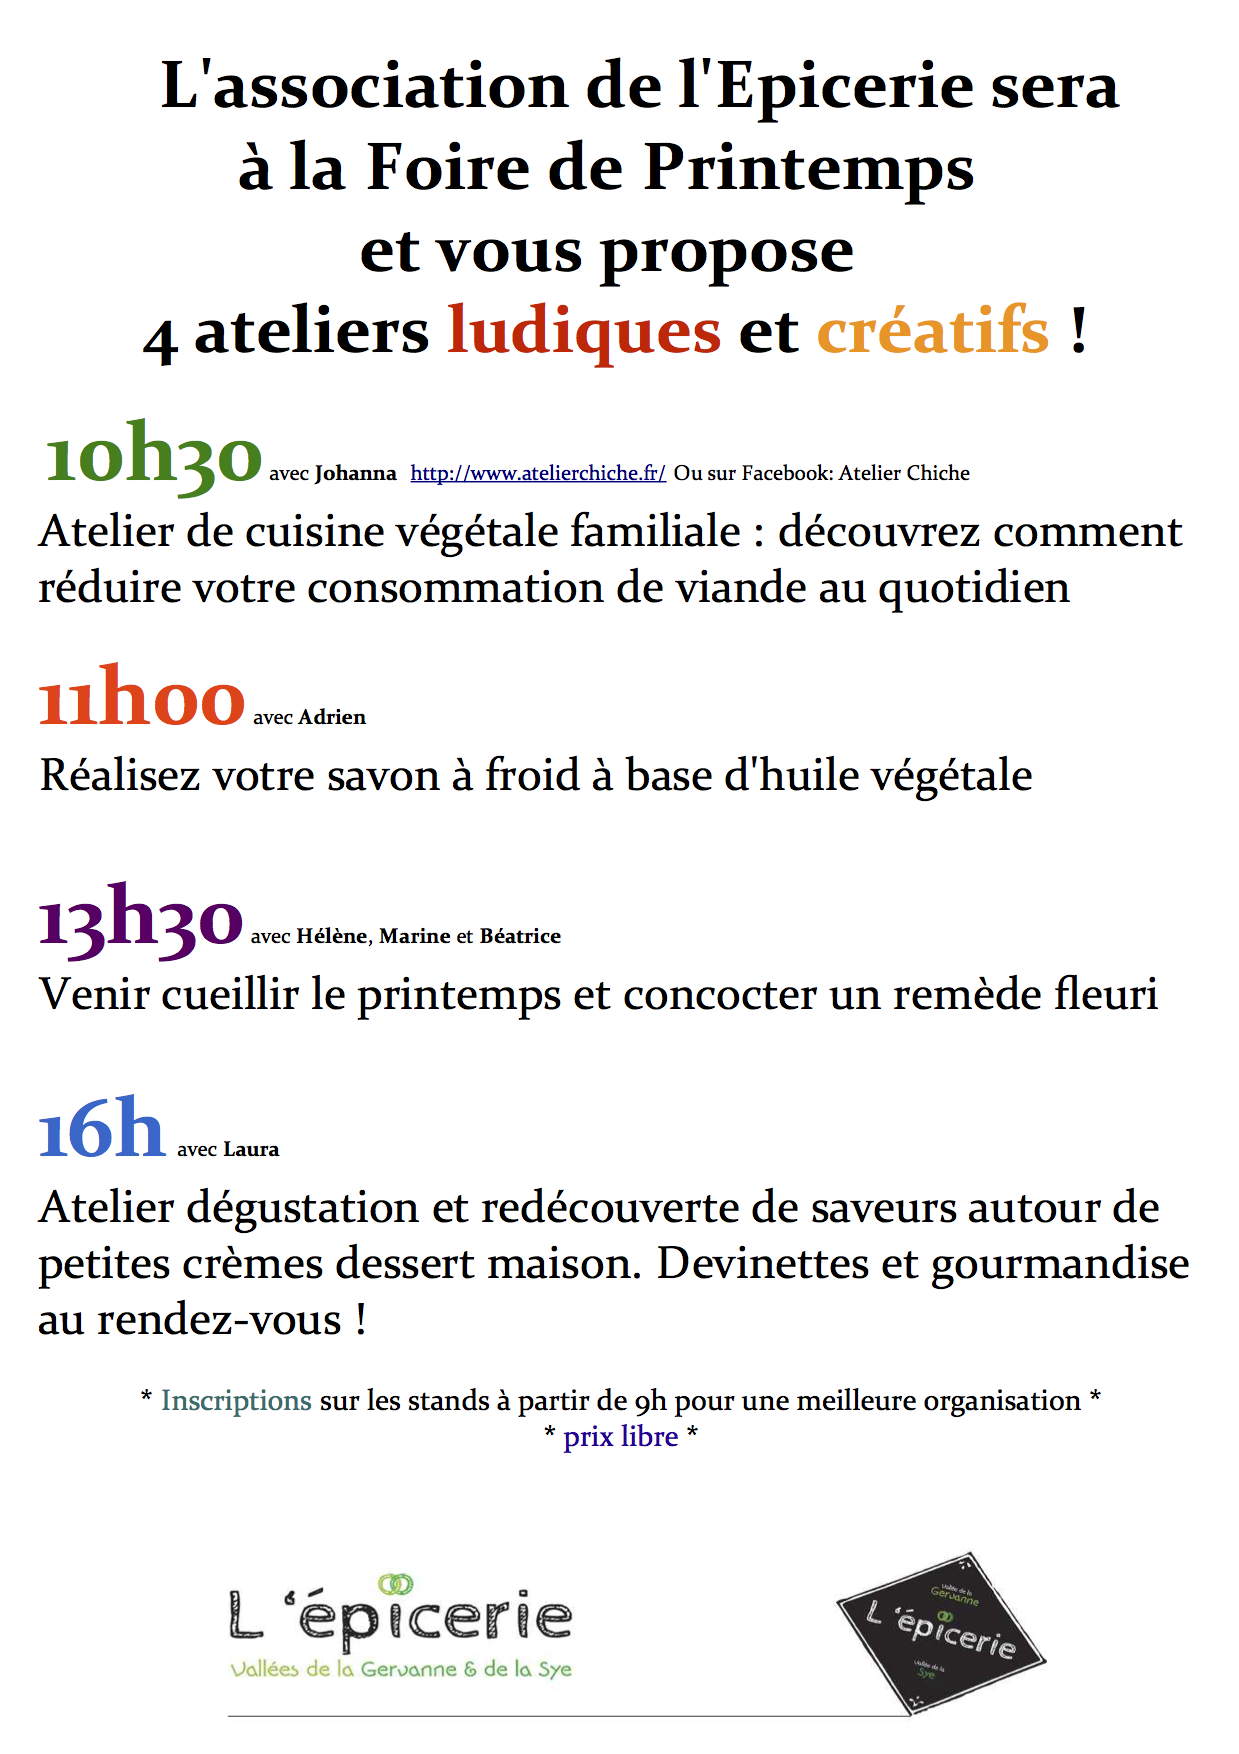 L'association de l'Epicerie sera
à la Foire de Printemps
et vous propose
4 ateliers ludiques et créatifs !
10h30 avec Johanna http://www.atelierchiche.fr/ Ou sur Facebook: Atelier Chiche
Atelier de cuisine végétale familiale : découvrez comment
réduire votre consommation de viande au quotidien
11h00 avec Adrien
Réalisez votre savon à froid à base d'huile végétale
13h30 avec Hélène, Marine et Béatrice
Venir cueillir le printemps et concocter un remède fleuri
16h avec Laura
Atelier dégustation et redécouverte de saveurs autour de
petites crèmes dessert maison. Devinettes et gourmandise
au rendez-vous !
* Inscriptions sur les stands à partir de 9h pour une meilleure organisation *
* prix libre *
L'épicerie
Vallées de la Gervanne & de la Sye
Vallée de la
Gervanne
L'épicerie
Vallée de la
Sye